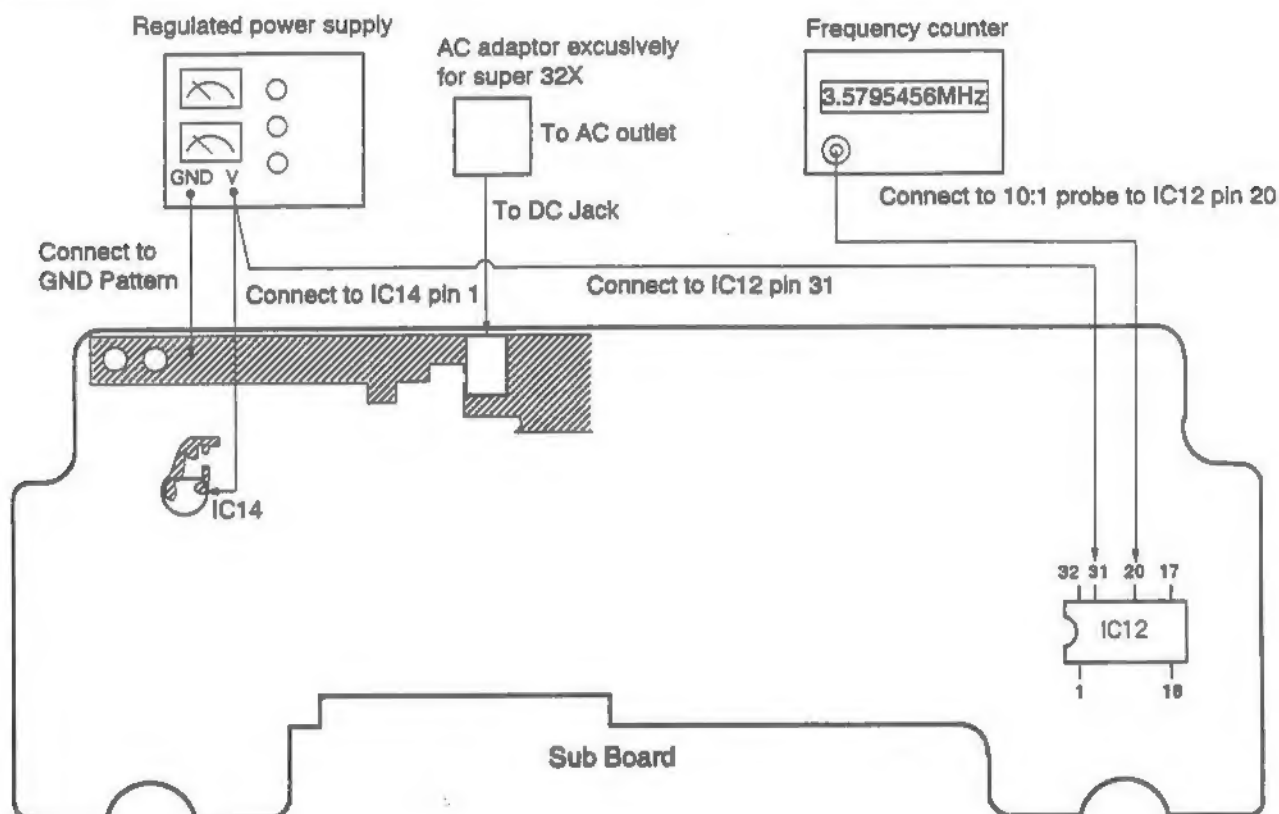 Regulated power supply
AC adaptor excusively
for super 32X
Frequency counter
3.5795456MHz
To AC outlet
GND V
To DC Jack
Connect to 10:1 probe to IC12 pin 20
Connect to
GND Pattern
Connect to IC14 pin 1
Connect to IC12 pin 31
IC14
32 31 20 17
IC12
1 16
Sub Board